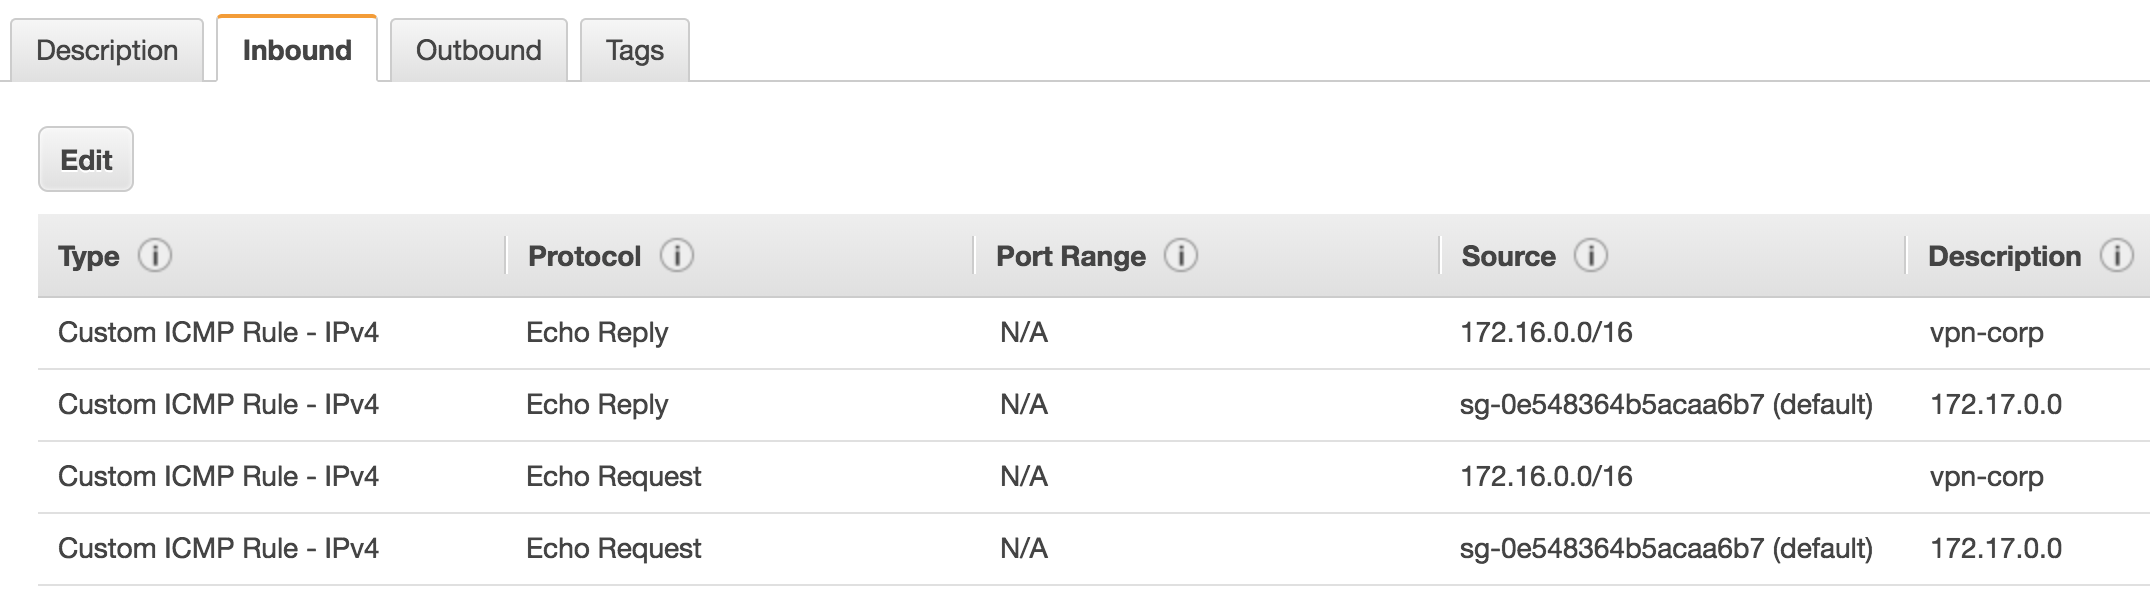 Description Inbound Outbound Tags
Edit
Type Protocol Port Range Source Description
Custom ICMP Rule - IPv4 Echo Reply N/A 172.16.0.0/16 vpn-corp
Custom ICMP Rule - IPv4 Echo Reply N/A sg-0e548364b5acaa6b7 (default) 172.17.0.0
Custom ICMP Rule - IPv4 Echo Request N/A 172.16.0.0/16 vpn-corp
Custom ICMP Rule - IPv4 Echo Request N/A sg-0e548364b5acaa6b7 (default) 172.17.0.0